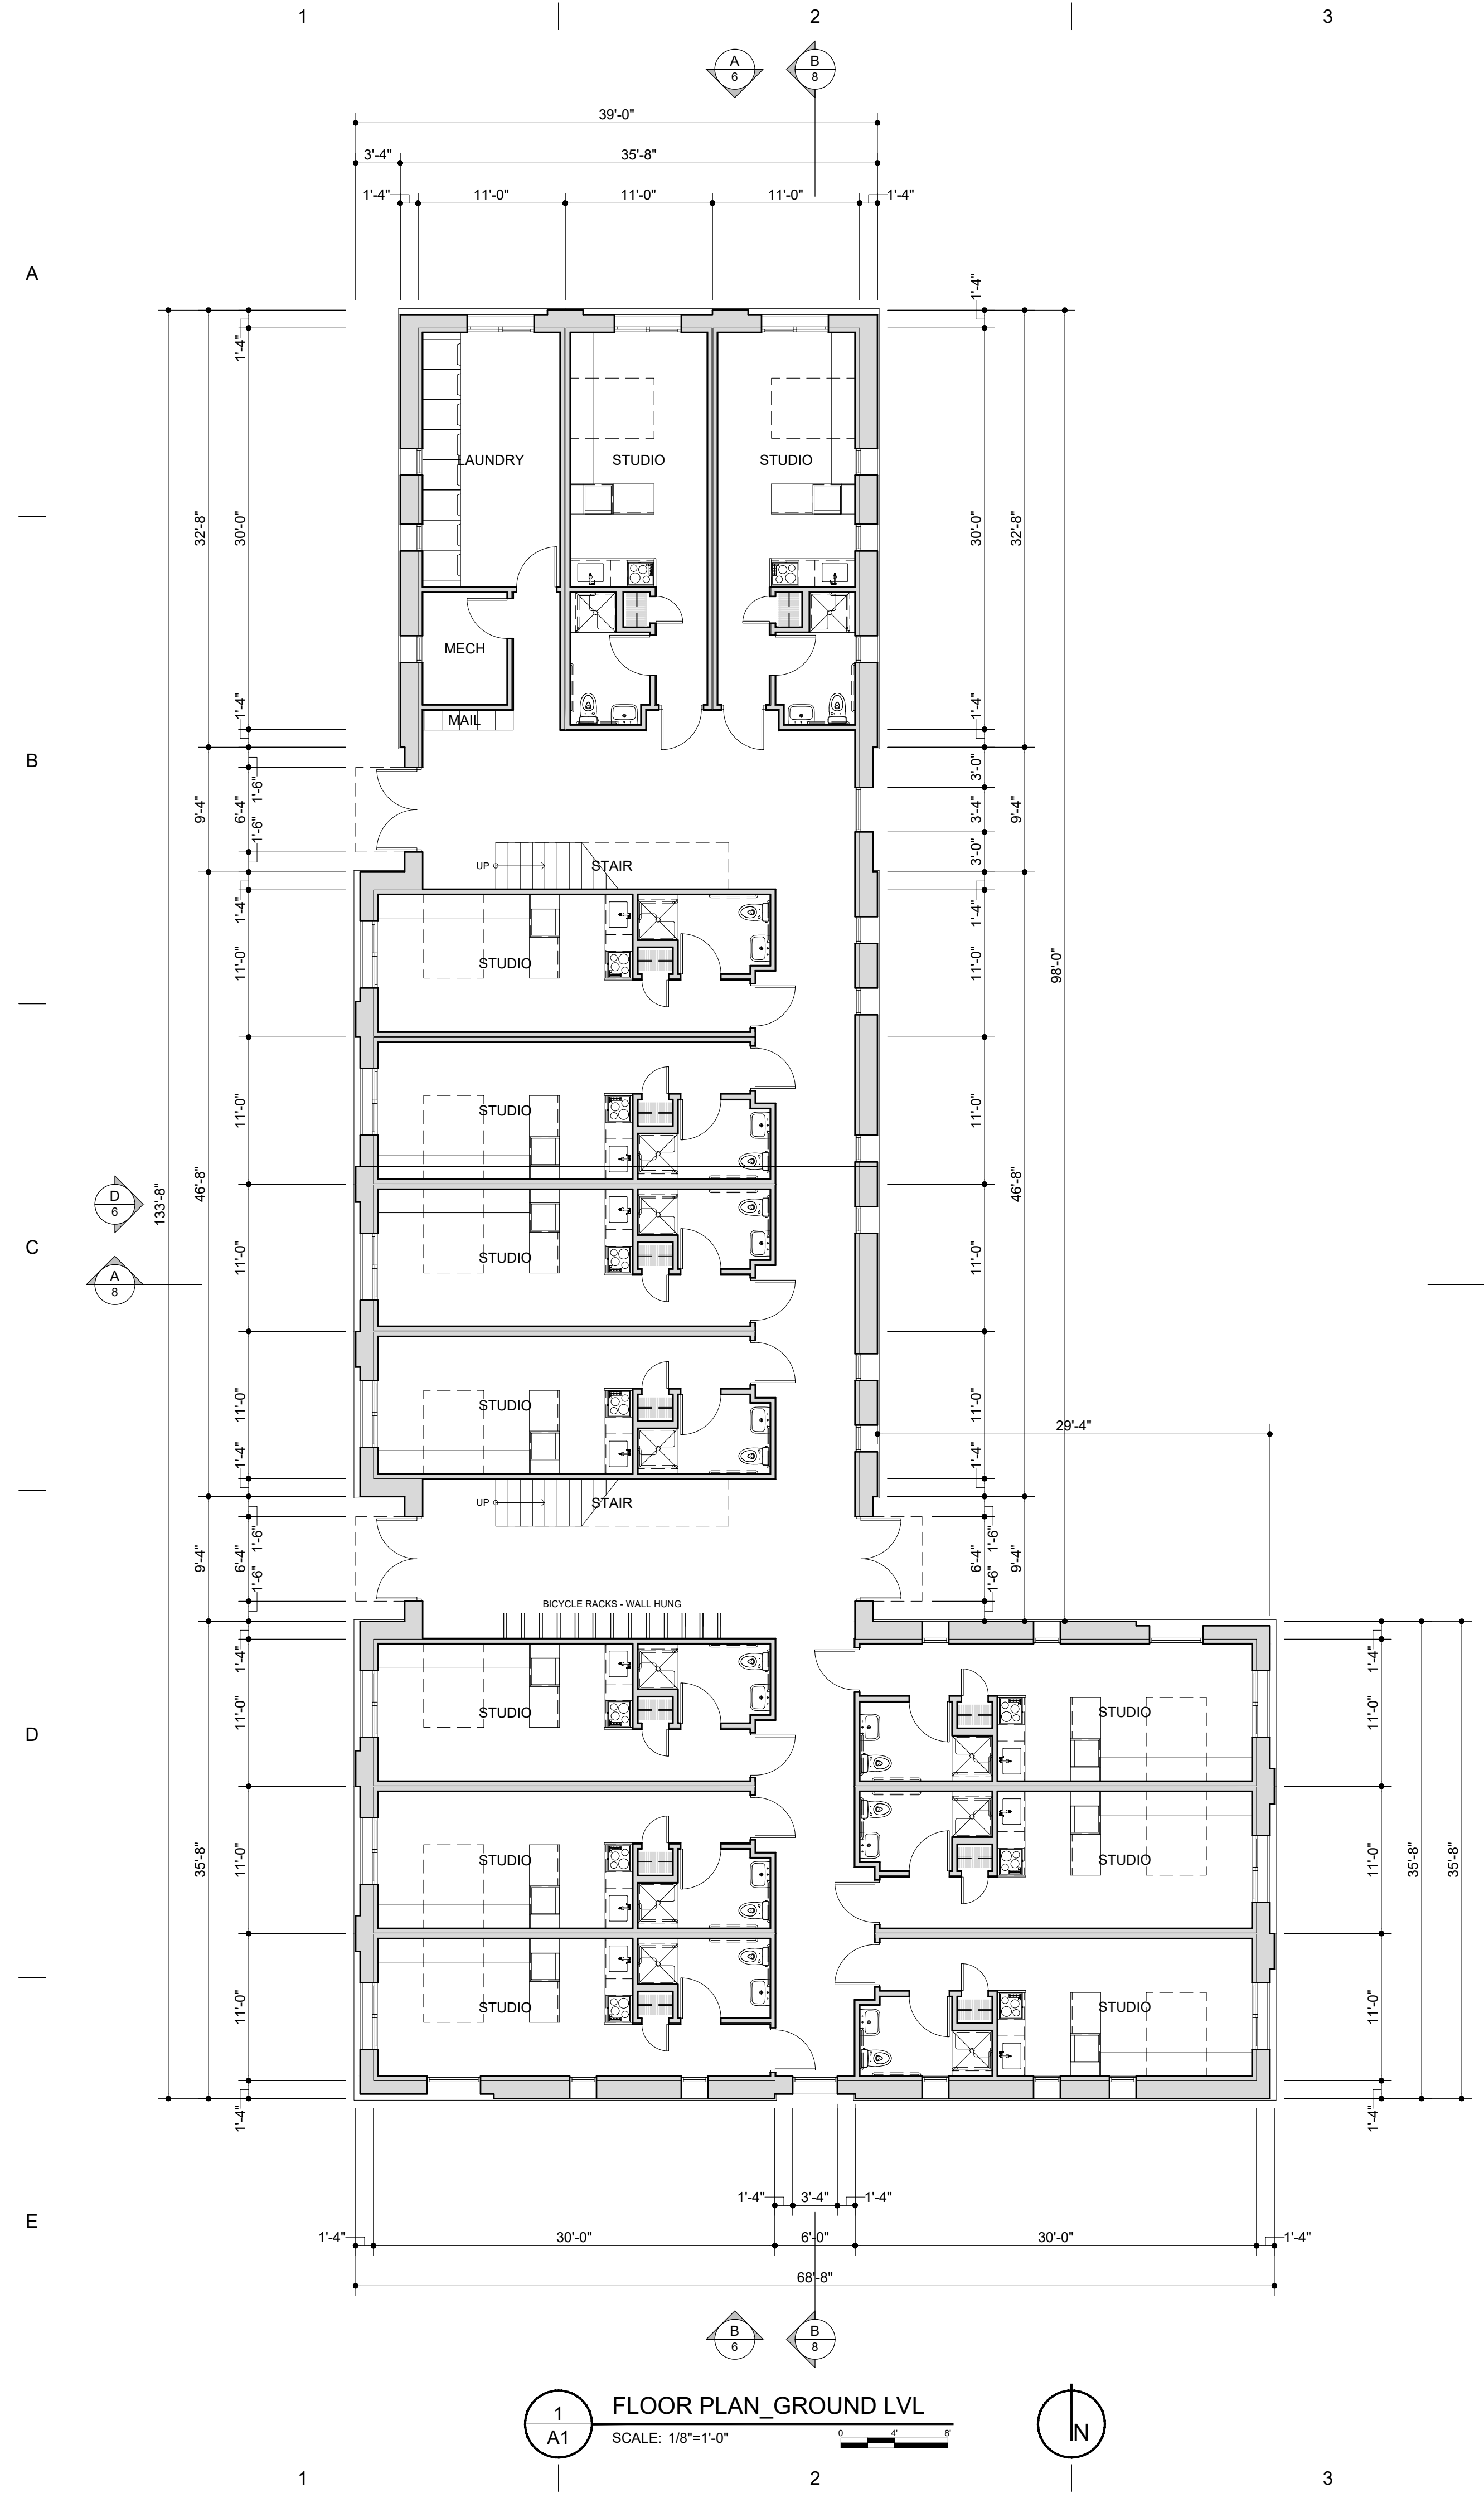 1 2 3
A B
6 8
39'-0"
3'-4" 35'-8"
1'-4" 11'-0" 11'-0" 11'-0" 1'-4"
A
1'-4"
1'-4"
LAUNDRY STUDIO STUDIO
32'-8" 30'-0" 30'-0" 32'-8"
MECH
1'-4" 1'-4"
MAIL
B
3'-0"
1'-6"
9'-4" 6'-4" 3'-4" 9'-4"
1'-6" 3'-0"
UP STAIR
1'-4" 1'-4"
STUDIO
11'-0" 11'-0" 98'-0"
STUDIO
11'-0" 11'-0"
D
6
133'-8" 46'-8" 46'-8"
C
STUDIO
11'-0" 11'-0"
A
8
STUDIO
11'-0" 11'-0"
29'-4"
1'-4" 1'-4"
UP STAIR
1'-6" 1'-6"
9'-4" 6'-4" 6'-4" 9'-4"
1'-6" 1'-6"
BICYCLE RACKS - WALL HUNG
1'-4" 1'-4"
D
11'-0" STUDIO STUDIO 11'-0"
35'-8" 11'-0" STUDIO STUDIO 11'-0" 35'-8" 35'-8"
11'-0" STUDIO STUDIO 11'-0"
1'-4" 1'-4"
E
1'-4" 3'-4" 1'-4"
1'-4" 30'-0" 6'-0" 30'-0" 1'-4"
68'-8"
B B
6 8
1
A1
FLOOR PLAN_GROUND LVL
SCALE: 1/8"=1'-0"
0 4' 8'
N
1 2 3